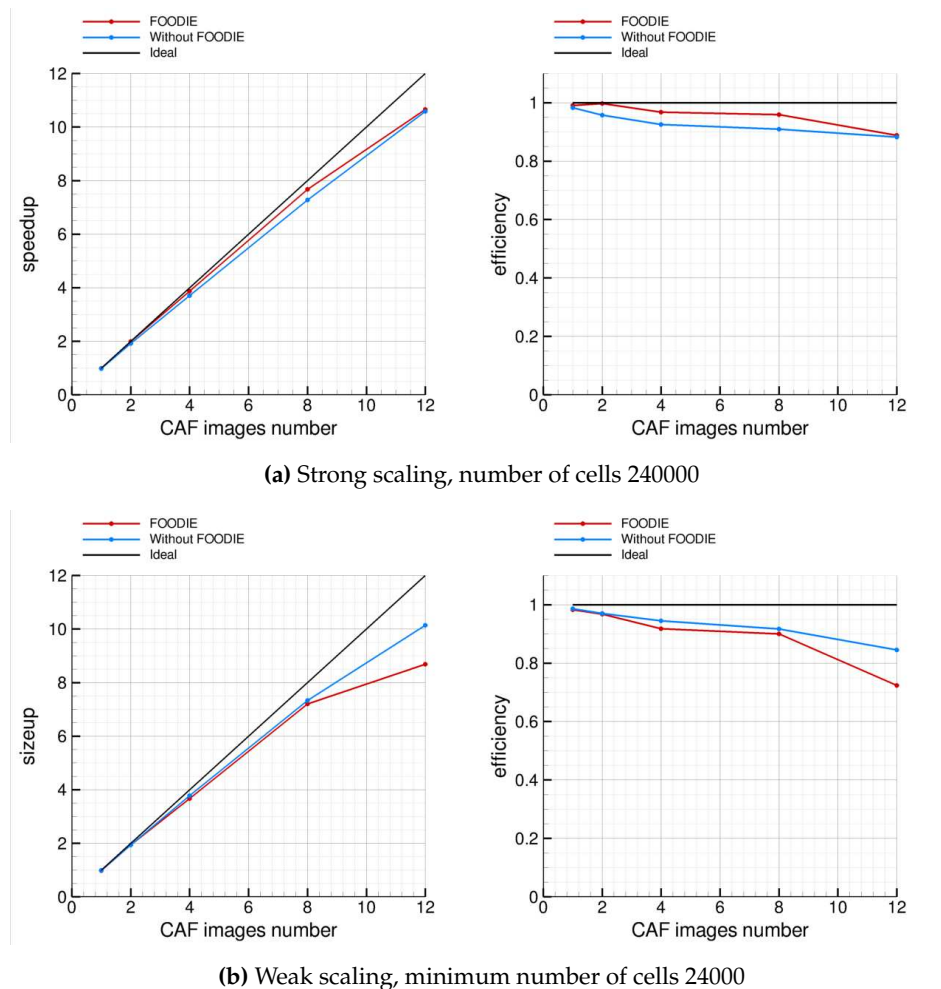 FOODIE
Without FOODIE
Ideal
12
10
8
6
4
2
0
speedup
0 2 4 6 8 10 12
CAF images number
FOODIE
Without FOODIE
Ideal
1
0.8
0.6
0.4
0.2
0
efficiency
0 2 4 6 8 10 12
CAF images number
(a) Strong scaling, number of cells 240000
FOODIE
Without FOODIE
Ideal
12
10
8
6
4
2
0
sizeup
0 2 4 6 8 10 12
CAF images number
FOODIE
Without FOODIE
Ideal
1
0.8
0.6
0.4
0.2
0
efficiency
0 2 4 6 8 10 12
CAF images number
(b) Weak scaling, minimum number of cells 24000